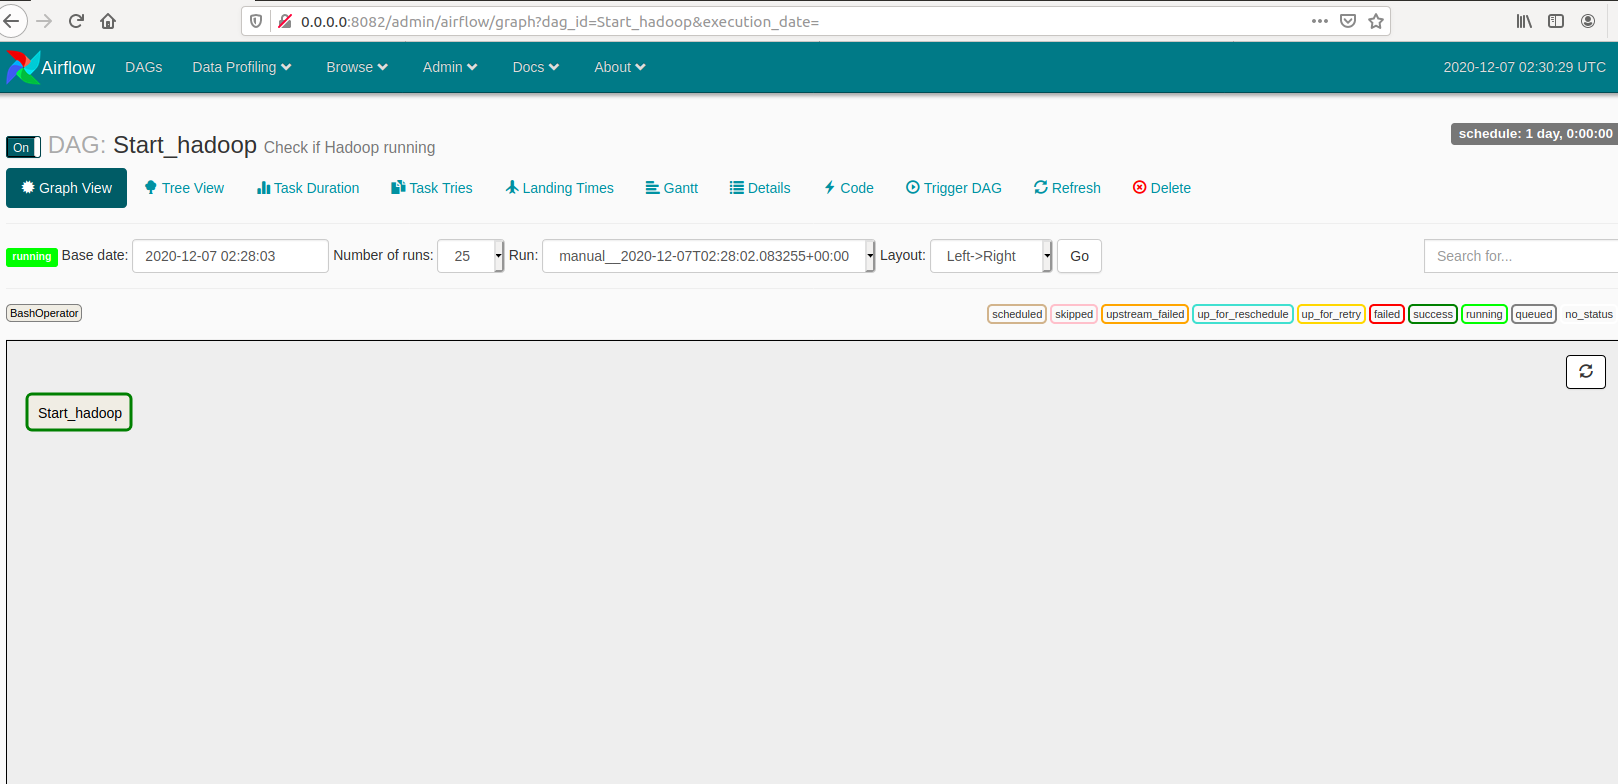 0.0.0.0:8082/admin/airflow/graph?dag_id=Start_hadoop&execution_date=
Airflow DAGs Data Profiling Browse Admin Docs About 2020-12-07 02:30:29 UTC
schedule: 1 day, 0:00:00
On DAG: Start_hadoop Check if Hadoop running
Graph View Tree View Task Duration Task Tries Landing Times Gantt Details Code Trigger DAG Refresh Delete
running Base date: 2020-12-07 02:28:03 Number of runs: 25 Run: manual__2020-12-07T02:28:02.083255+00:00 Layout: Left->Right Go Search for...
BashOperator scheduled skipped upstream_failed up_for_reschedule up_for_retry failed success running queued no_status
Start_hadoop